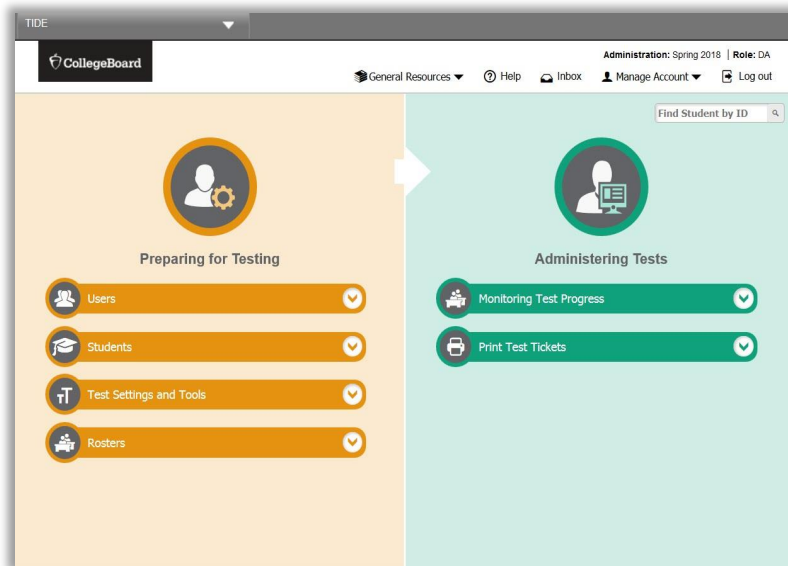 TIDE
CollegeBoard
Administration: Spring 2018 | Role: DA
General Resources Help Inbox Manage Account Log out
Find Student by ID
Preparing for Testing
Users
Students
Test Settings and Tools
Rosters
Administering Tests
Monitoring Test Progress
Print Test Tickets